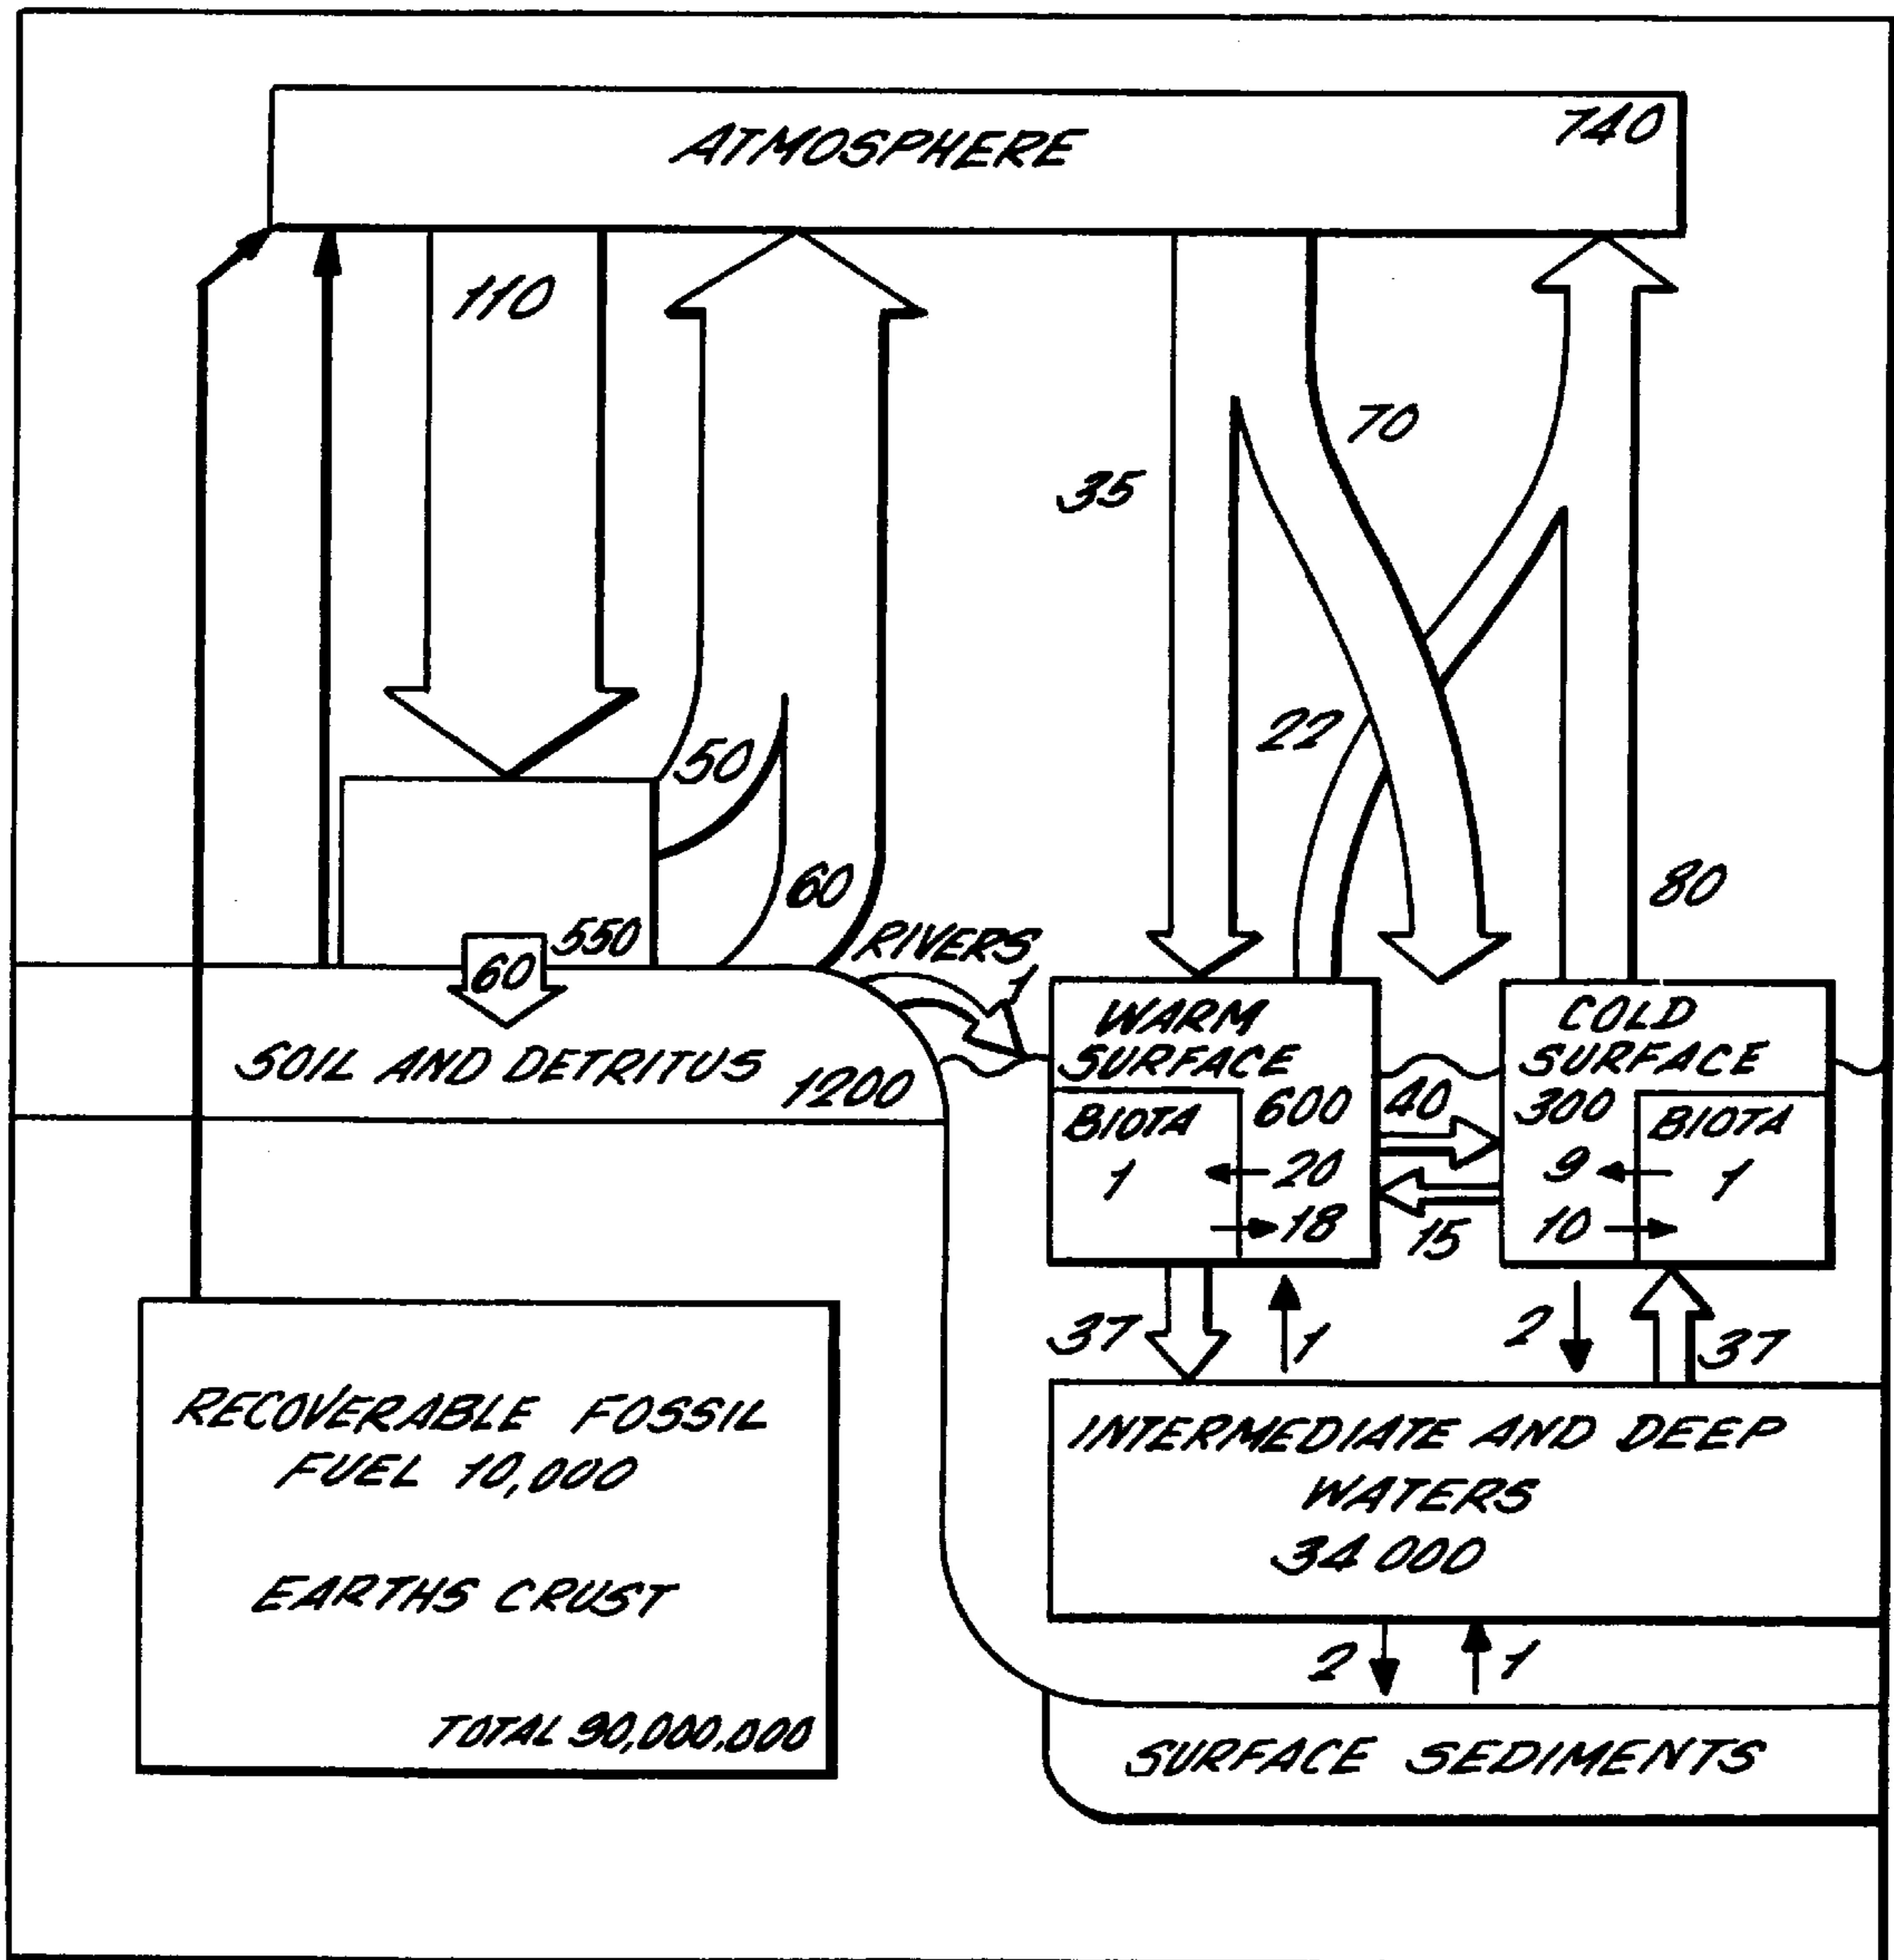 ATMOSPHERE
740
110
70
35
50
22
60
80
550
RIVERS
1
60
SOIL AND DETRITUS 1200
WARM
SURFACE
600
BIOTA
1
20
18
40
15
COLD
SURFACE
300
BIOTA
1
9
10
37
1
2
37
RECOVERABLE FOSSIL
FUEL 10,000
EARTHS CRUST
TOTAL 90,000,000
INTERMEDIATE AND DEEP
WATERS
34 000
2
1
SURFACE SEDIMENTS